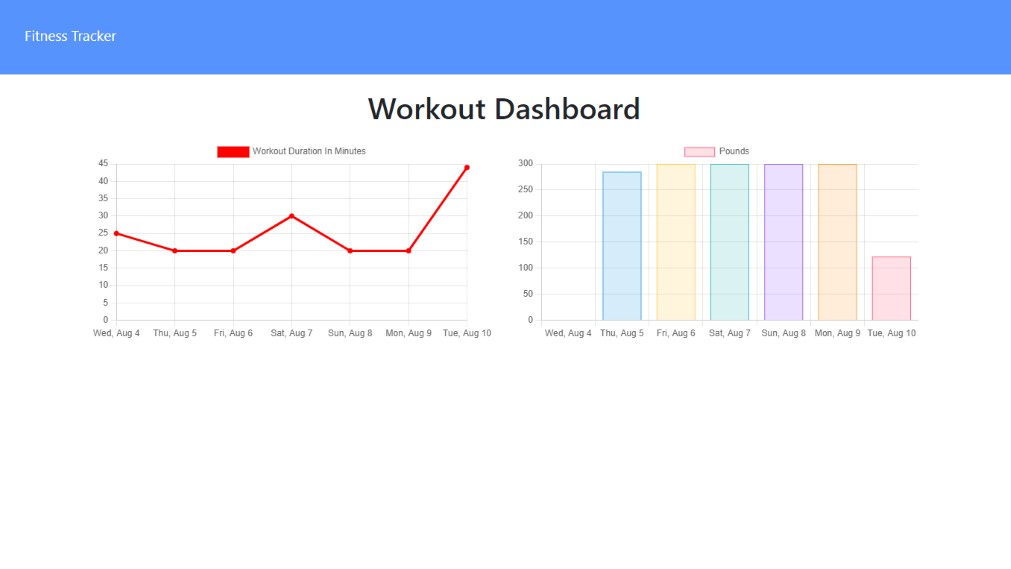 Fitness Tracker
Workout Dashboard
Workout Duration In Minutes
45
40
35
30
25
20
15
10
5
0
Wed, Aug 4 Thu, Aug 5 Fri, Aug 6 Sat, Aug 7 Sun, Aug 8 Mon, Aug 9 Tue, Aug 10
Pounds
300
250
200
150
100
50
0
Wed, Aug 4 Thu, Aug 5 Fri, Aug 6 Sat, Aug 7 Sun, Aug 8 Mon, Aug 9 Tue, Aug 10